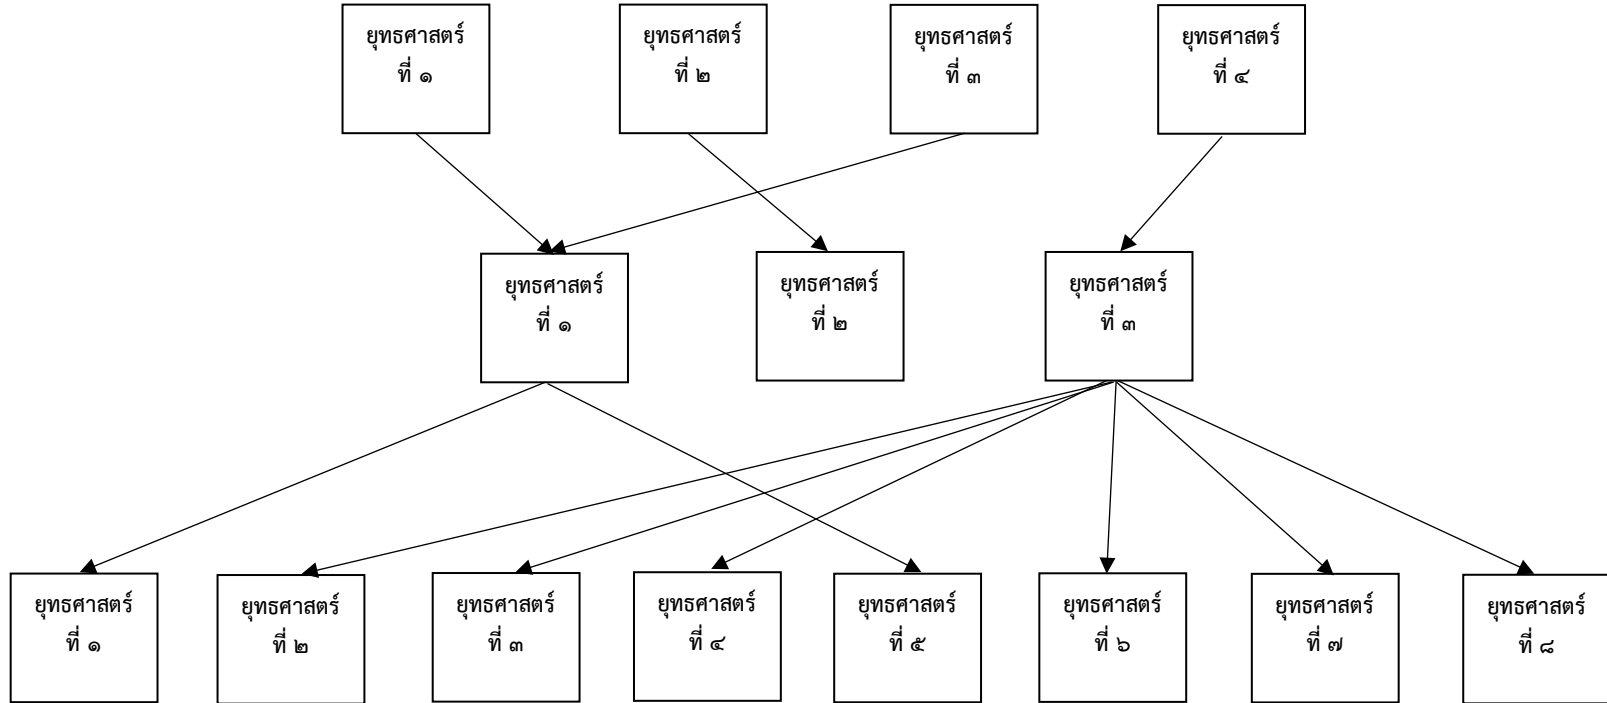 ยุทธศาสตร์
ที่ ๑
ยุทธศาสตร์
ที่ ๒
ยุทธศาสตร์
ที่ ๓
ยุทธศาสตร์
ที่ ๔
ยุทธศาสตร์
ที่ ๑
ยุทธศาสตร์
ที่ ๒
ยุทธศาสตร์
ที่ ๓
ยุทธศาสตร์
ที่ ๑
ยุทธศาสตร์
ที่ ๒
ยุทธศาสตร์
ที่ ๓
ยุทธศาสตร์
ที่ ๔
ยุทธศาสตร์
ที่ ๕
ยุทธศาสตร์
ที่ ๖
ยุทธศาสตร์
ที่ ๗
ยุทธศาสตร์
ที่ ๘